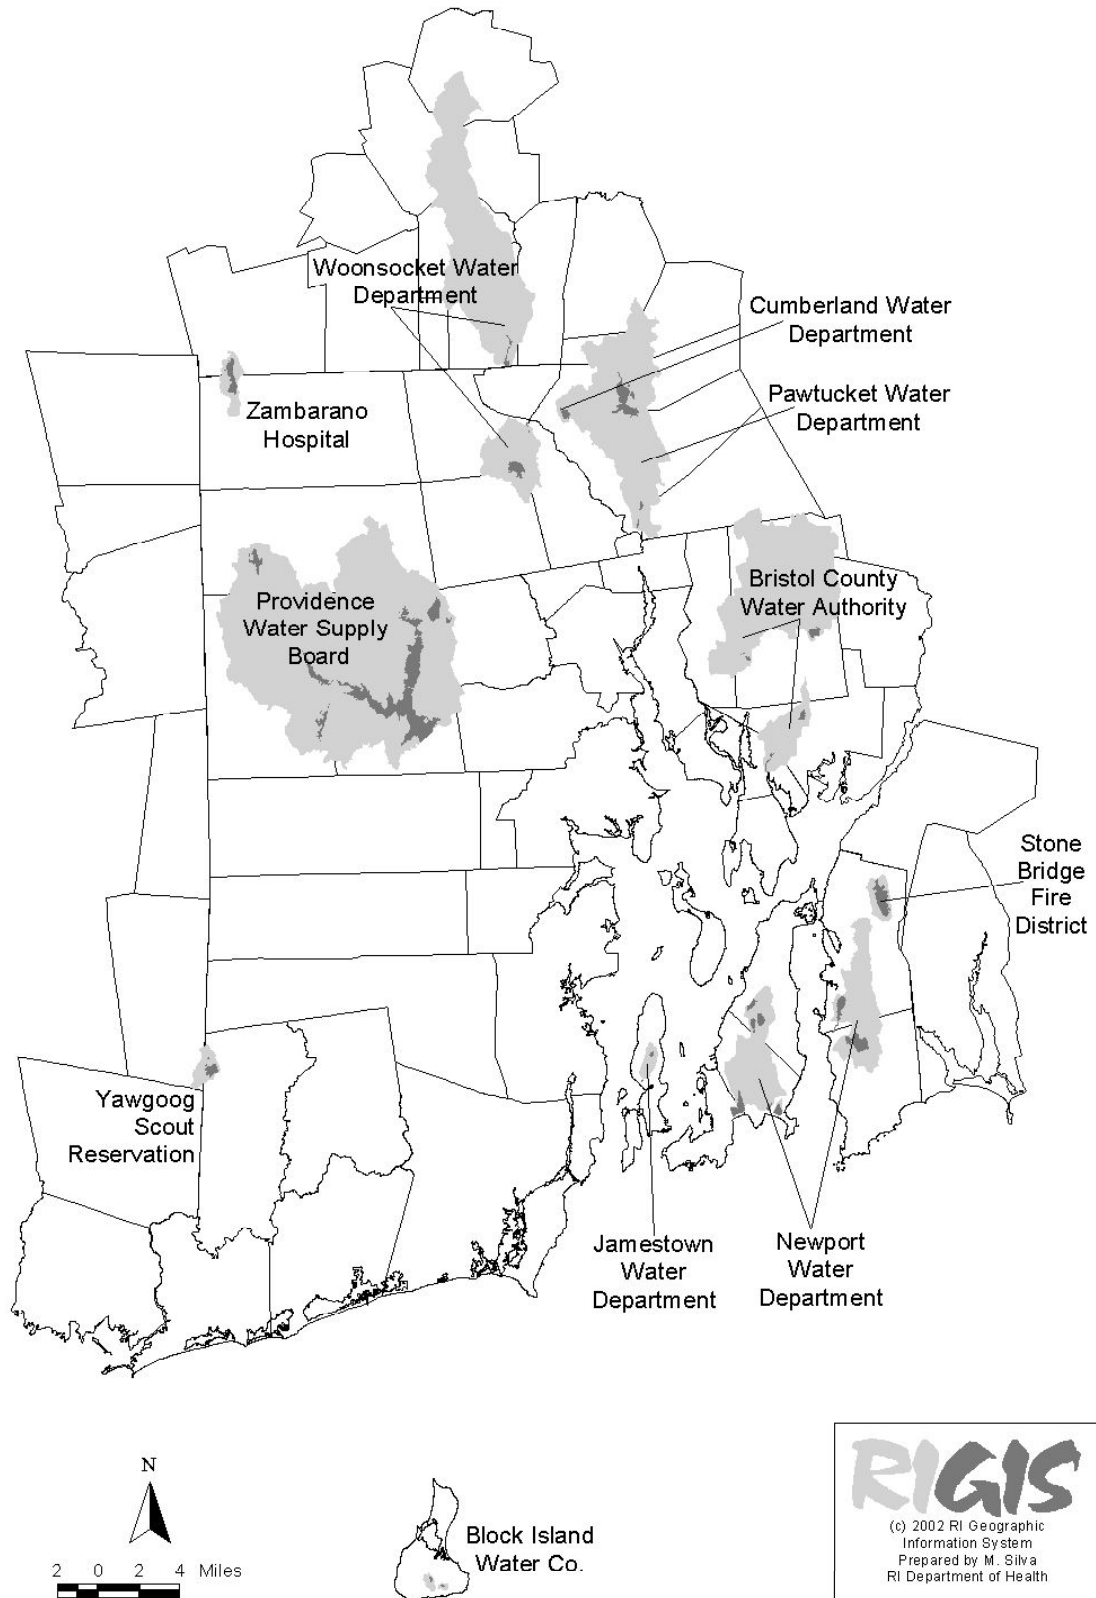 Woonsocket Water
Department
Cumberland Water
Department
Pawtucket Water
Department
Zambarano
Hospital
Bristol County
Water Authority
Providence
Water Supply
Board
Stone
Bridge
Fire
District
Yawgoog
Scout
Reservation
Jamestown
Water
Department
Newport
Water
Department
N
2 0 2 4 Miles
Block Island
Water Co.
RIGIS
(c) 2002 RI Geographic
Information System
Prepared by M. Silva
RI Department of Health